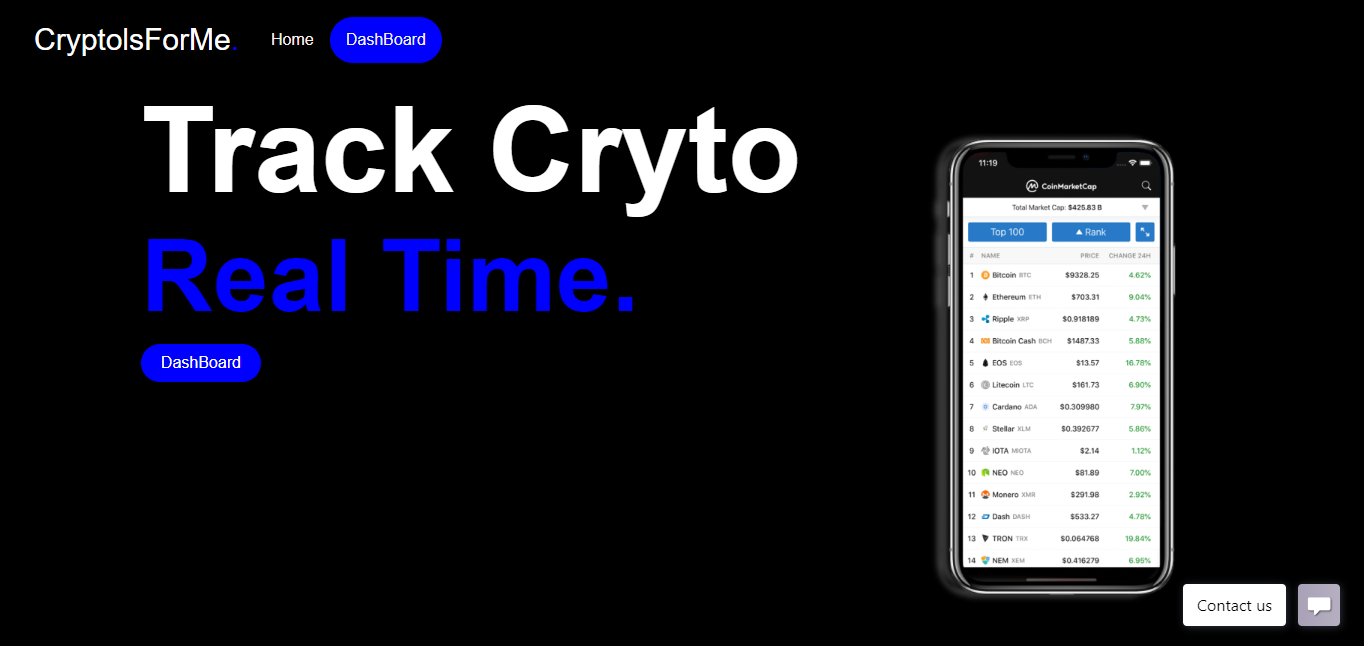 CryptoIsForMe. Home DashBoard
Track Cryto
Real Time.
DashBoard
11:19
CoinMarketCap
Total Market Cap: $425.83 B
Top 100 Rank
# NAME PRICE CHANGE 24H
1 Bitcoin BTC $9328.25 4.62%
2 Ethereum ETH $703.31 9.04%
3 Ripple XRP $0.918189 4.73%
4 Bitcoin Cash BCH $1487.33 5.88%
5 EOS EOS $13.57 16.78%
6 Litecoin LTC $161.73 6.90%
7 Cardano ADA $0.309980 7.97%
8 Stellar XLM $0.392677 5.86%
9 IOTA MIOTA $2.14 1.12%
10 NEO NEO $81.89 7.00%
11 Monero XMR $291.98 2.92%
12 Dash DASH $533.27 4.78%
13 TRON TRX $0.064768 19.84%
14 NEM XEM $0.416279 6.95%
Contact us